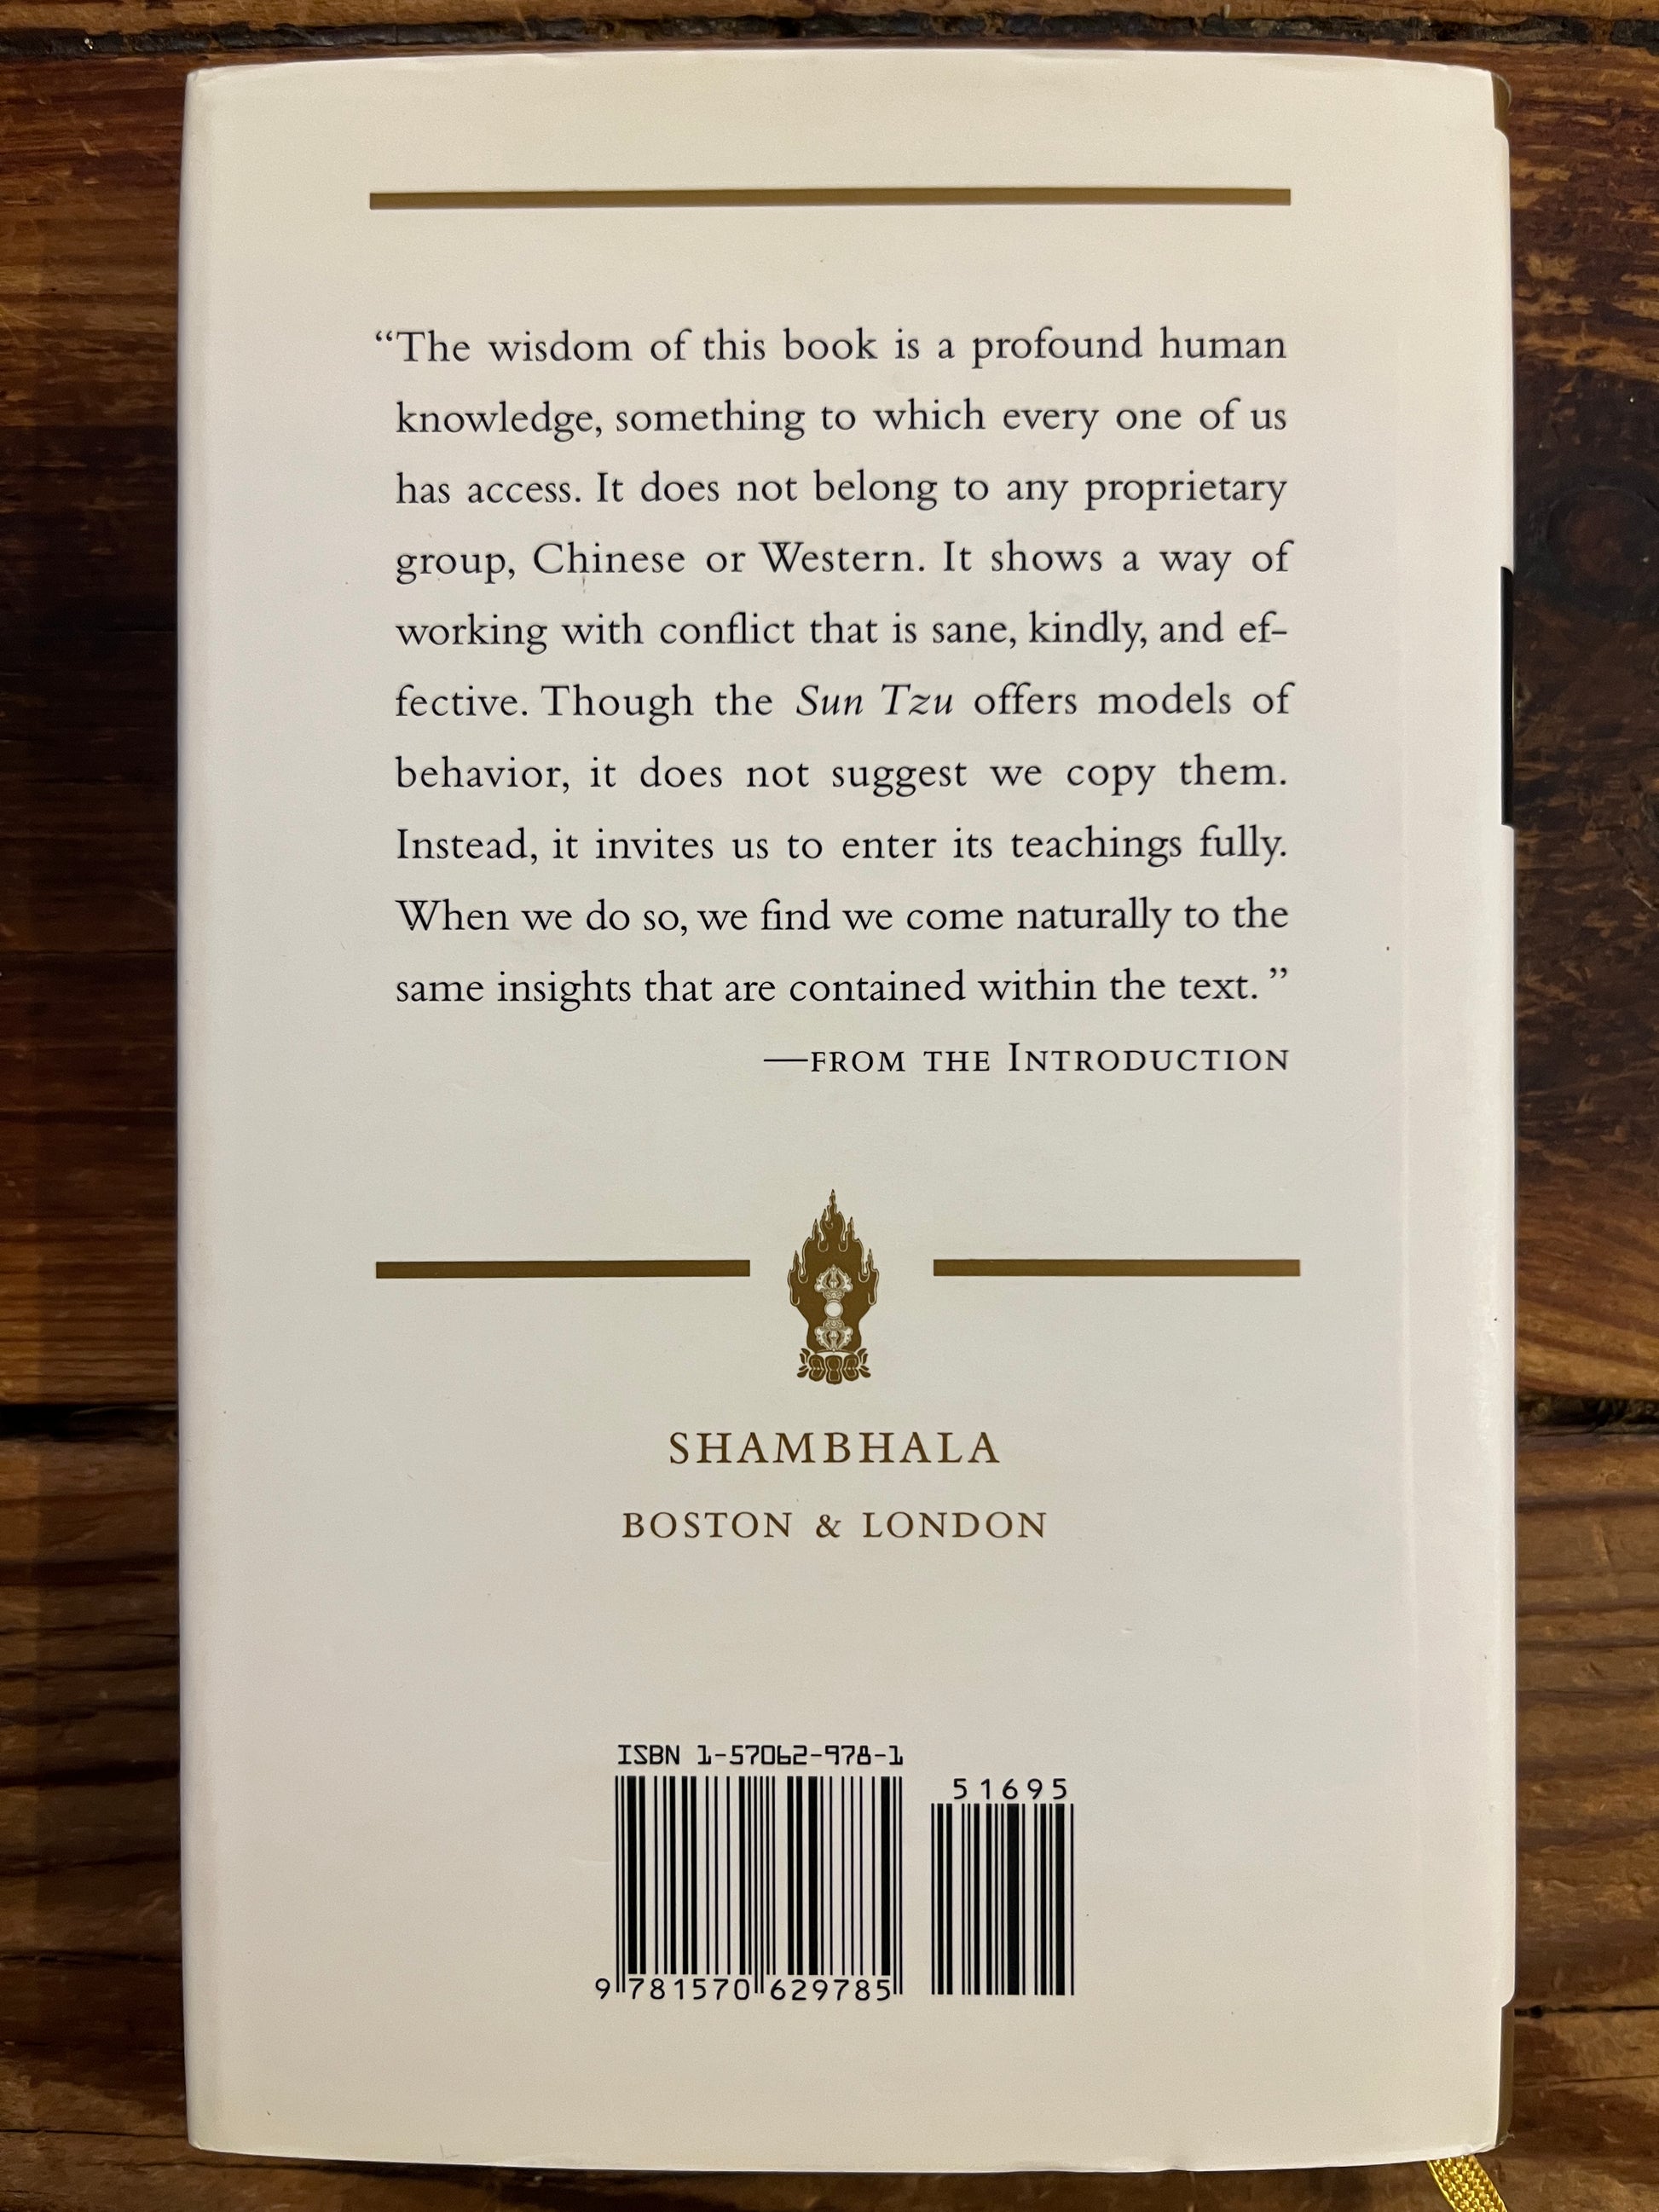 “The wisdom of this book is a profound human
knowledge, something to which every one of us
has access. It does not belong to any proprietary
group, Chinese or Western. It shows a way of
working with conflict that is sane, kindly, and ef-
fective. Though the Sun Tzu offers models of
behavior, it does not suggest we copy them.
Instead, it invites us to enter its teachings fully.
When we do so, we find we come naturally to the
same insights that are contained within the text.”
—FROM THE INTRODUCTION
SHAMBHALA
BOSTON & LONDON
ISBN 1-57062-978-1
51695
9 781570 629785